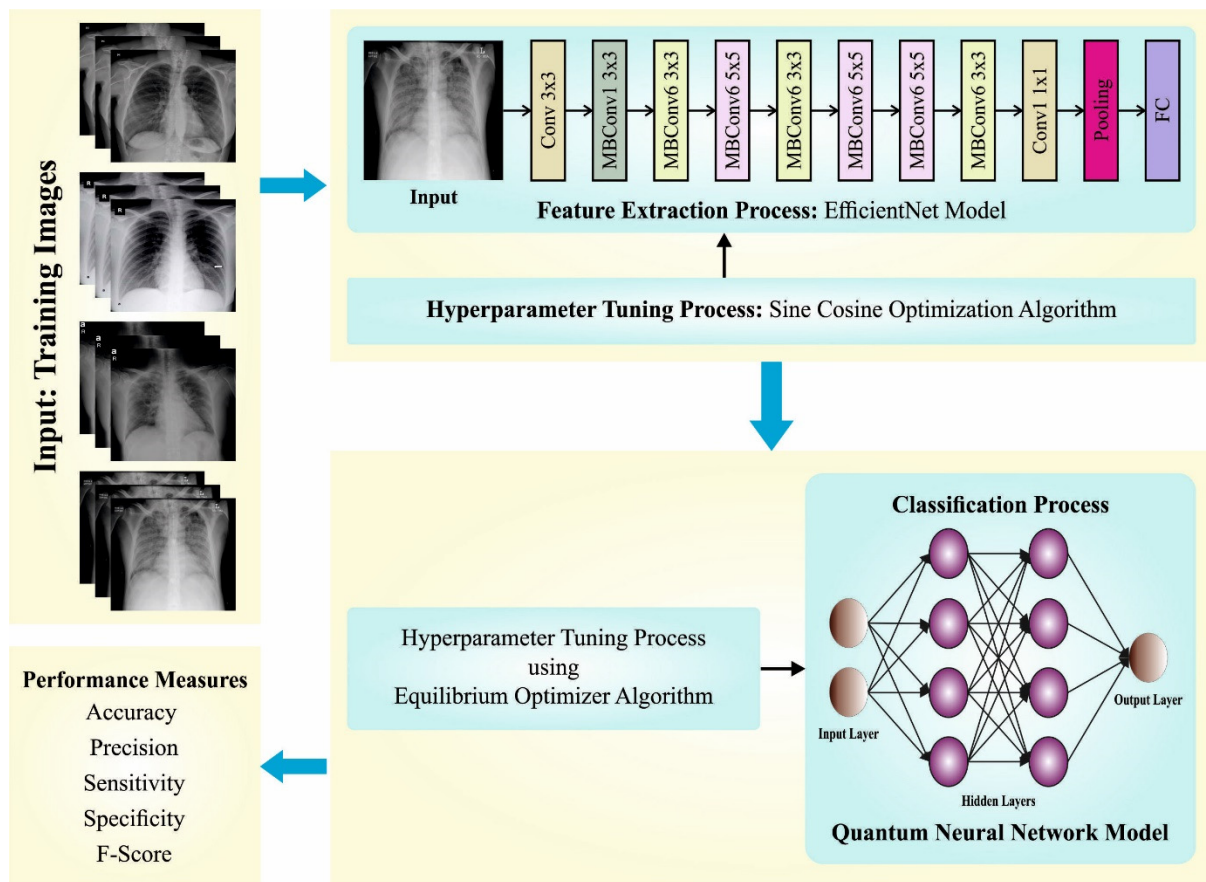 Input: Training Images
R
R
R
a
R
a
a
R
L
Input
Conv 3x3
MBConv1 3x3
MBConv6 3x3
MBConv6 5x5
MBConv6 3x3
MBConv6 5x5
MBConv6 5x5
MBConv6 3x3
Conv1 1x1
Pooling
FC
Feature Extraction Process: EfficientNet Model
Hyperparameter Tuning Process: Sine Cosine Optimization Algorithm
Hyperparameter Tuning Process
using
Equilibrium Optimizer Algorithm
Classification Process
Input Layer
Hidden Layers
Output Layer
Quantum Neural Network Model
Performance Measures
Accuracy
Precision
Sensitivity
Specificity
F-Score